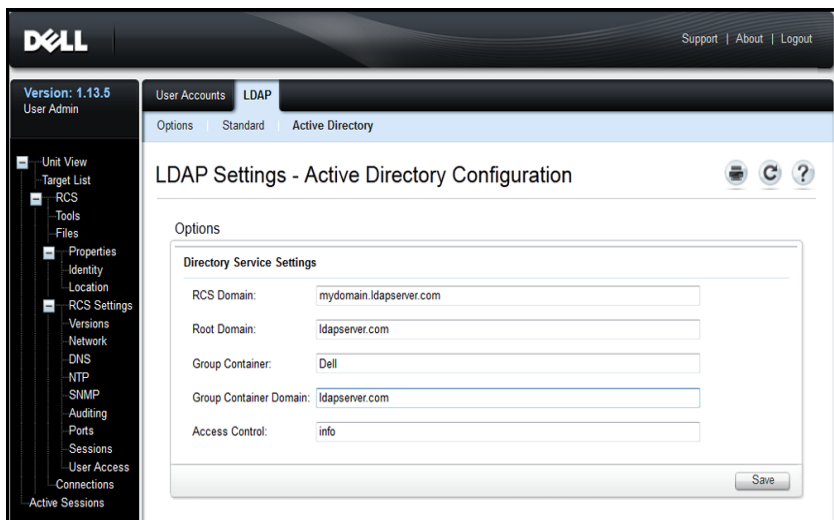 DELL
Support | About | Logout
Version: 1.13.5
User Admin
User Accounts LDAP
Options Standard Active Directory
Unit View
Target List
RCS
Tools
Files
Properties
Identity
Location
RCS Settings
Versions
Network
DNS
NTP
SNMP
Auditing
Ports
Sessions
User Access
Connections
Active Sessions
LDAP Settings - Active Directory Configuration
?
Options
Directory Service Settings
RCS Domain: mydomain.ldapserver.com
Root Domain: ldapserver.com
Group Container: Dell
Group Container Domain: ldapserver.com
Access Control: info
Save